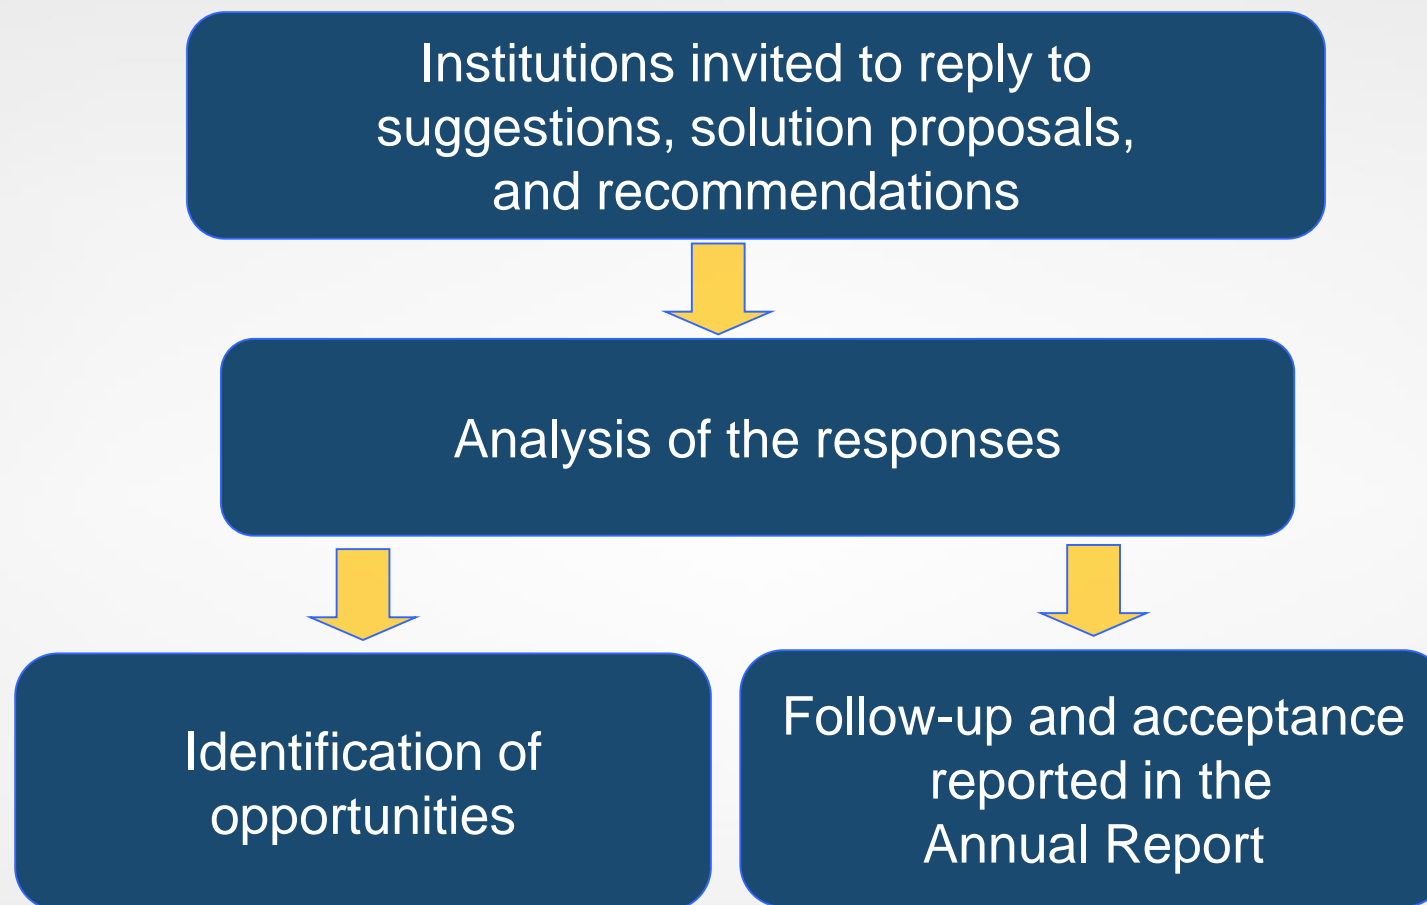 Institutions invited to reply to
suggestions, solution proposals,
and recommendations
Analysis of the responses
Identification of
opportunities
Follow-up and acceptance
reported in the
Annual Report